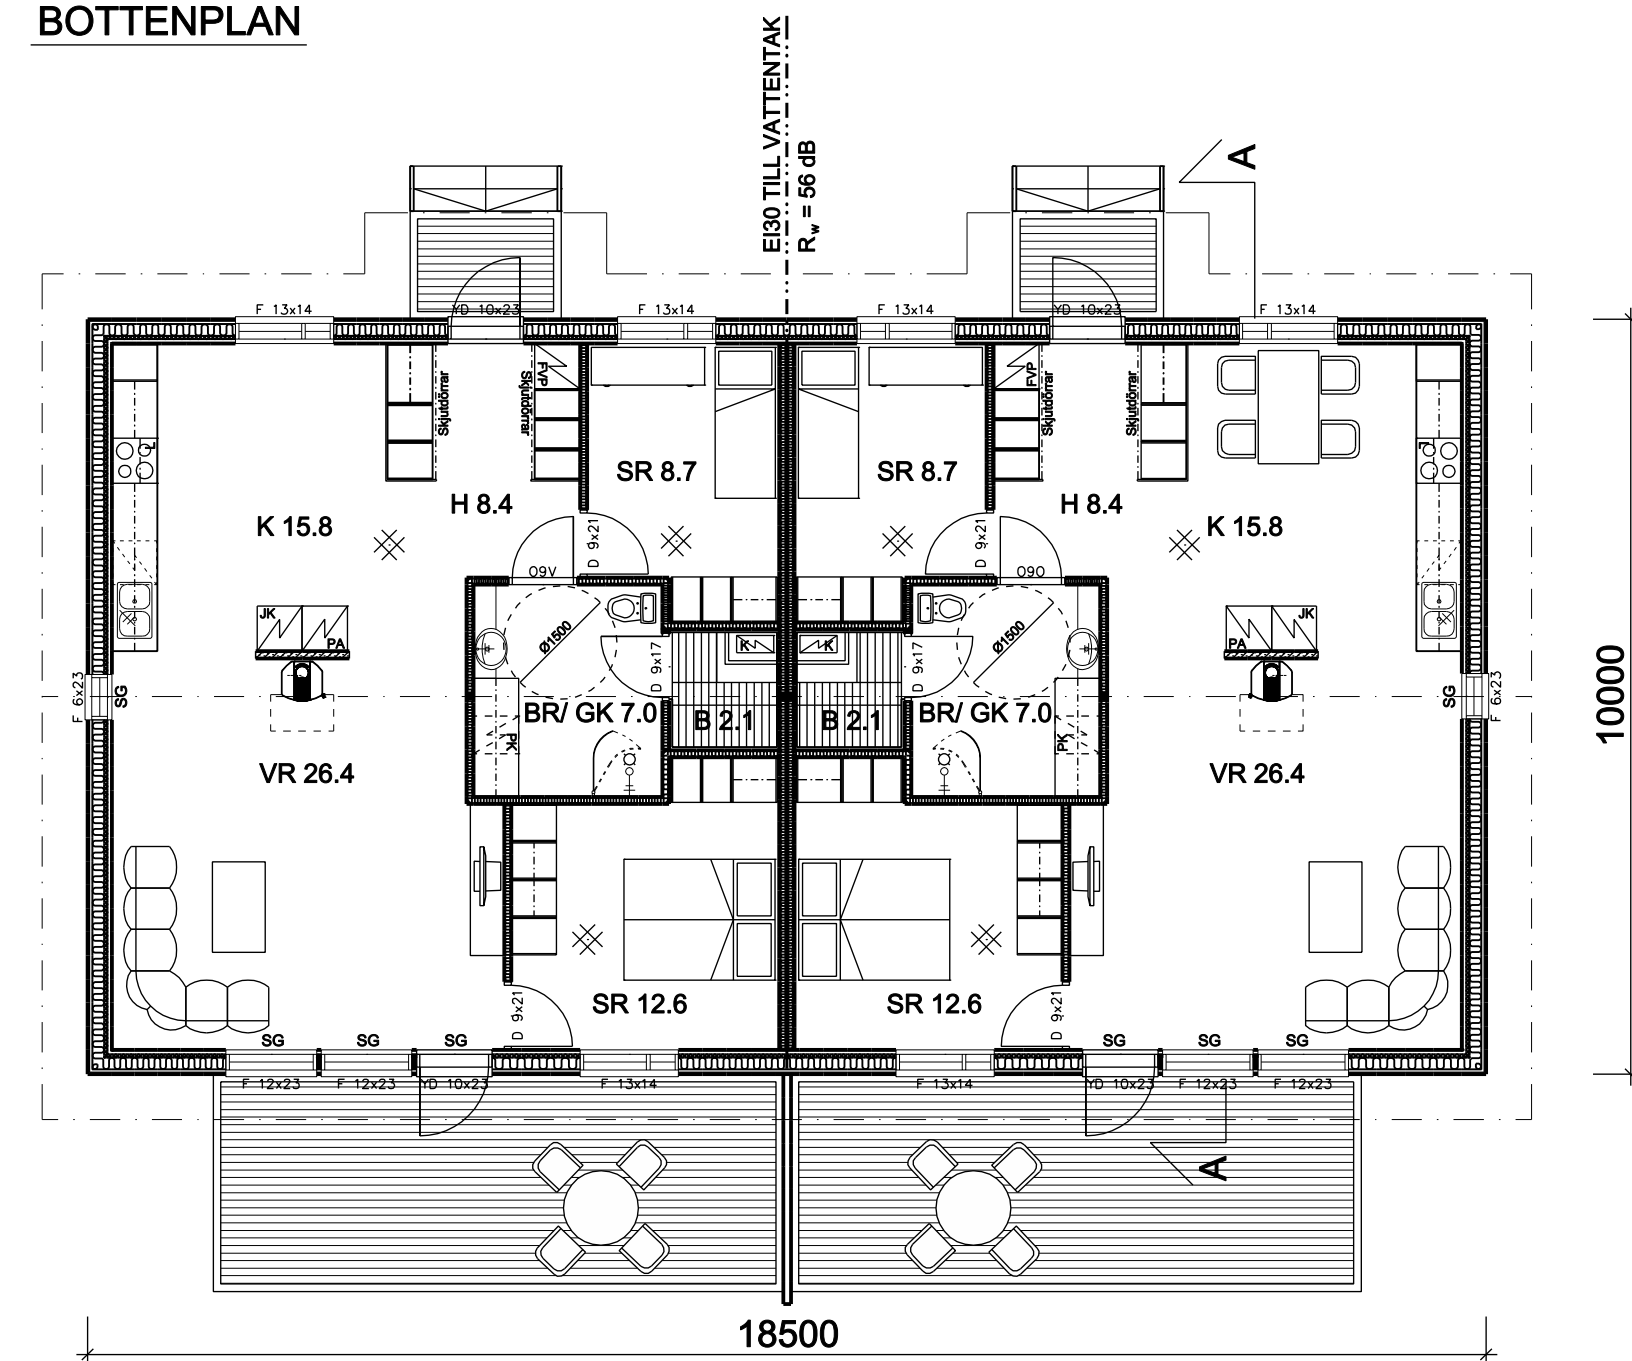 BOTTENPLAN
EI30 TILL VATTENTAK
Rw = 56 dB
A
F 13x14
YD 10x23
F 13x14
F 13x14
YD 10x23
F 13x14
FVP
Skjutdörrar
Skjutdörrar
FVP
Skjutdörrar
Skjutdörrar
SR 8.7
SR 8.7
H 8.4
H 8.4
K 15.8
K 15.8
D 9x21
D 9x21
O9V
O9O
JK
PA
PA
JK
Ø1500
Ø1500
K
K
D 9x17
D 9x17
F 6x23
SG
SG
F 6x23
10000
BR/ GK 7.0
B 2.1
B 2.1
BR/ GK 7.0
PK
PK
VR 26.4
VR 26.4
SR 12.6
SR 12.6
D 9x21
D 9x21
SG
SG
SG
SG
SG
SG
F 12x23
F 12x23
YD 10x23
F 13x14
F 13x14
YD 10x23
F 12x23
F 12x23
A
18500